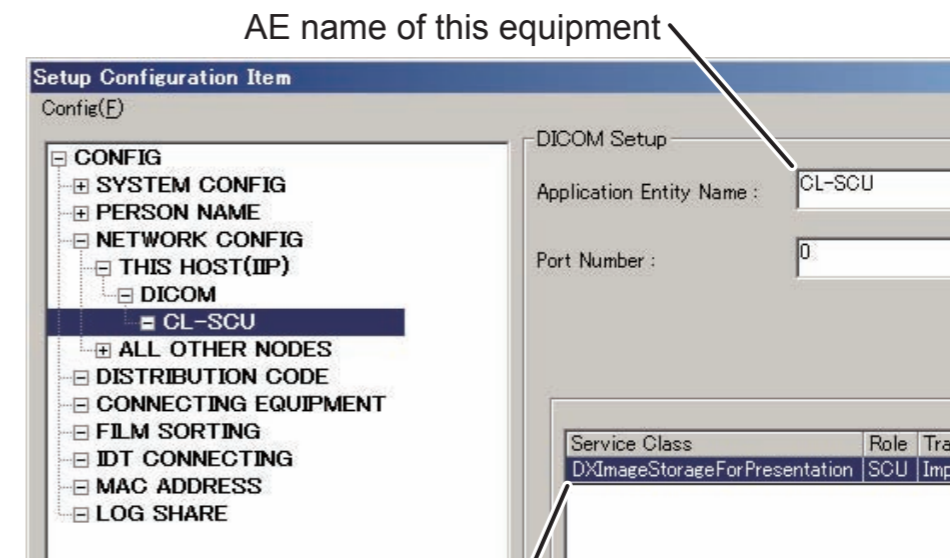 AE name of this equipment
Setup Configuration Item
Config(F)
CONFIG
SYSTEM CONFIG
PERSON NAME
NETWORK CONFIG
THIS HOST(IIP)
DICOM
CL-SCU
ALL OTHER NODES
DISTRIBUTION CODE
CONNECTING EQUIPMENT
FILM SORTING
IDT CONNECTING
MAC ADDRESS
LOG SHARE
DICOM Setup
Application Entity Name : CL-SCU
Port Number : 0
Service Class Role Tra
DXImageStorageForPresentation SCU Imp